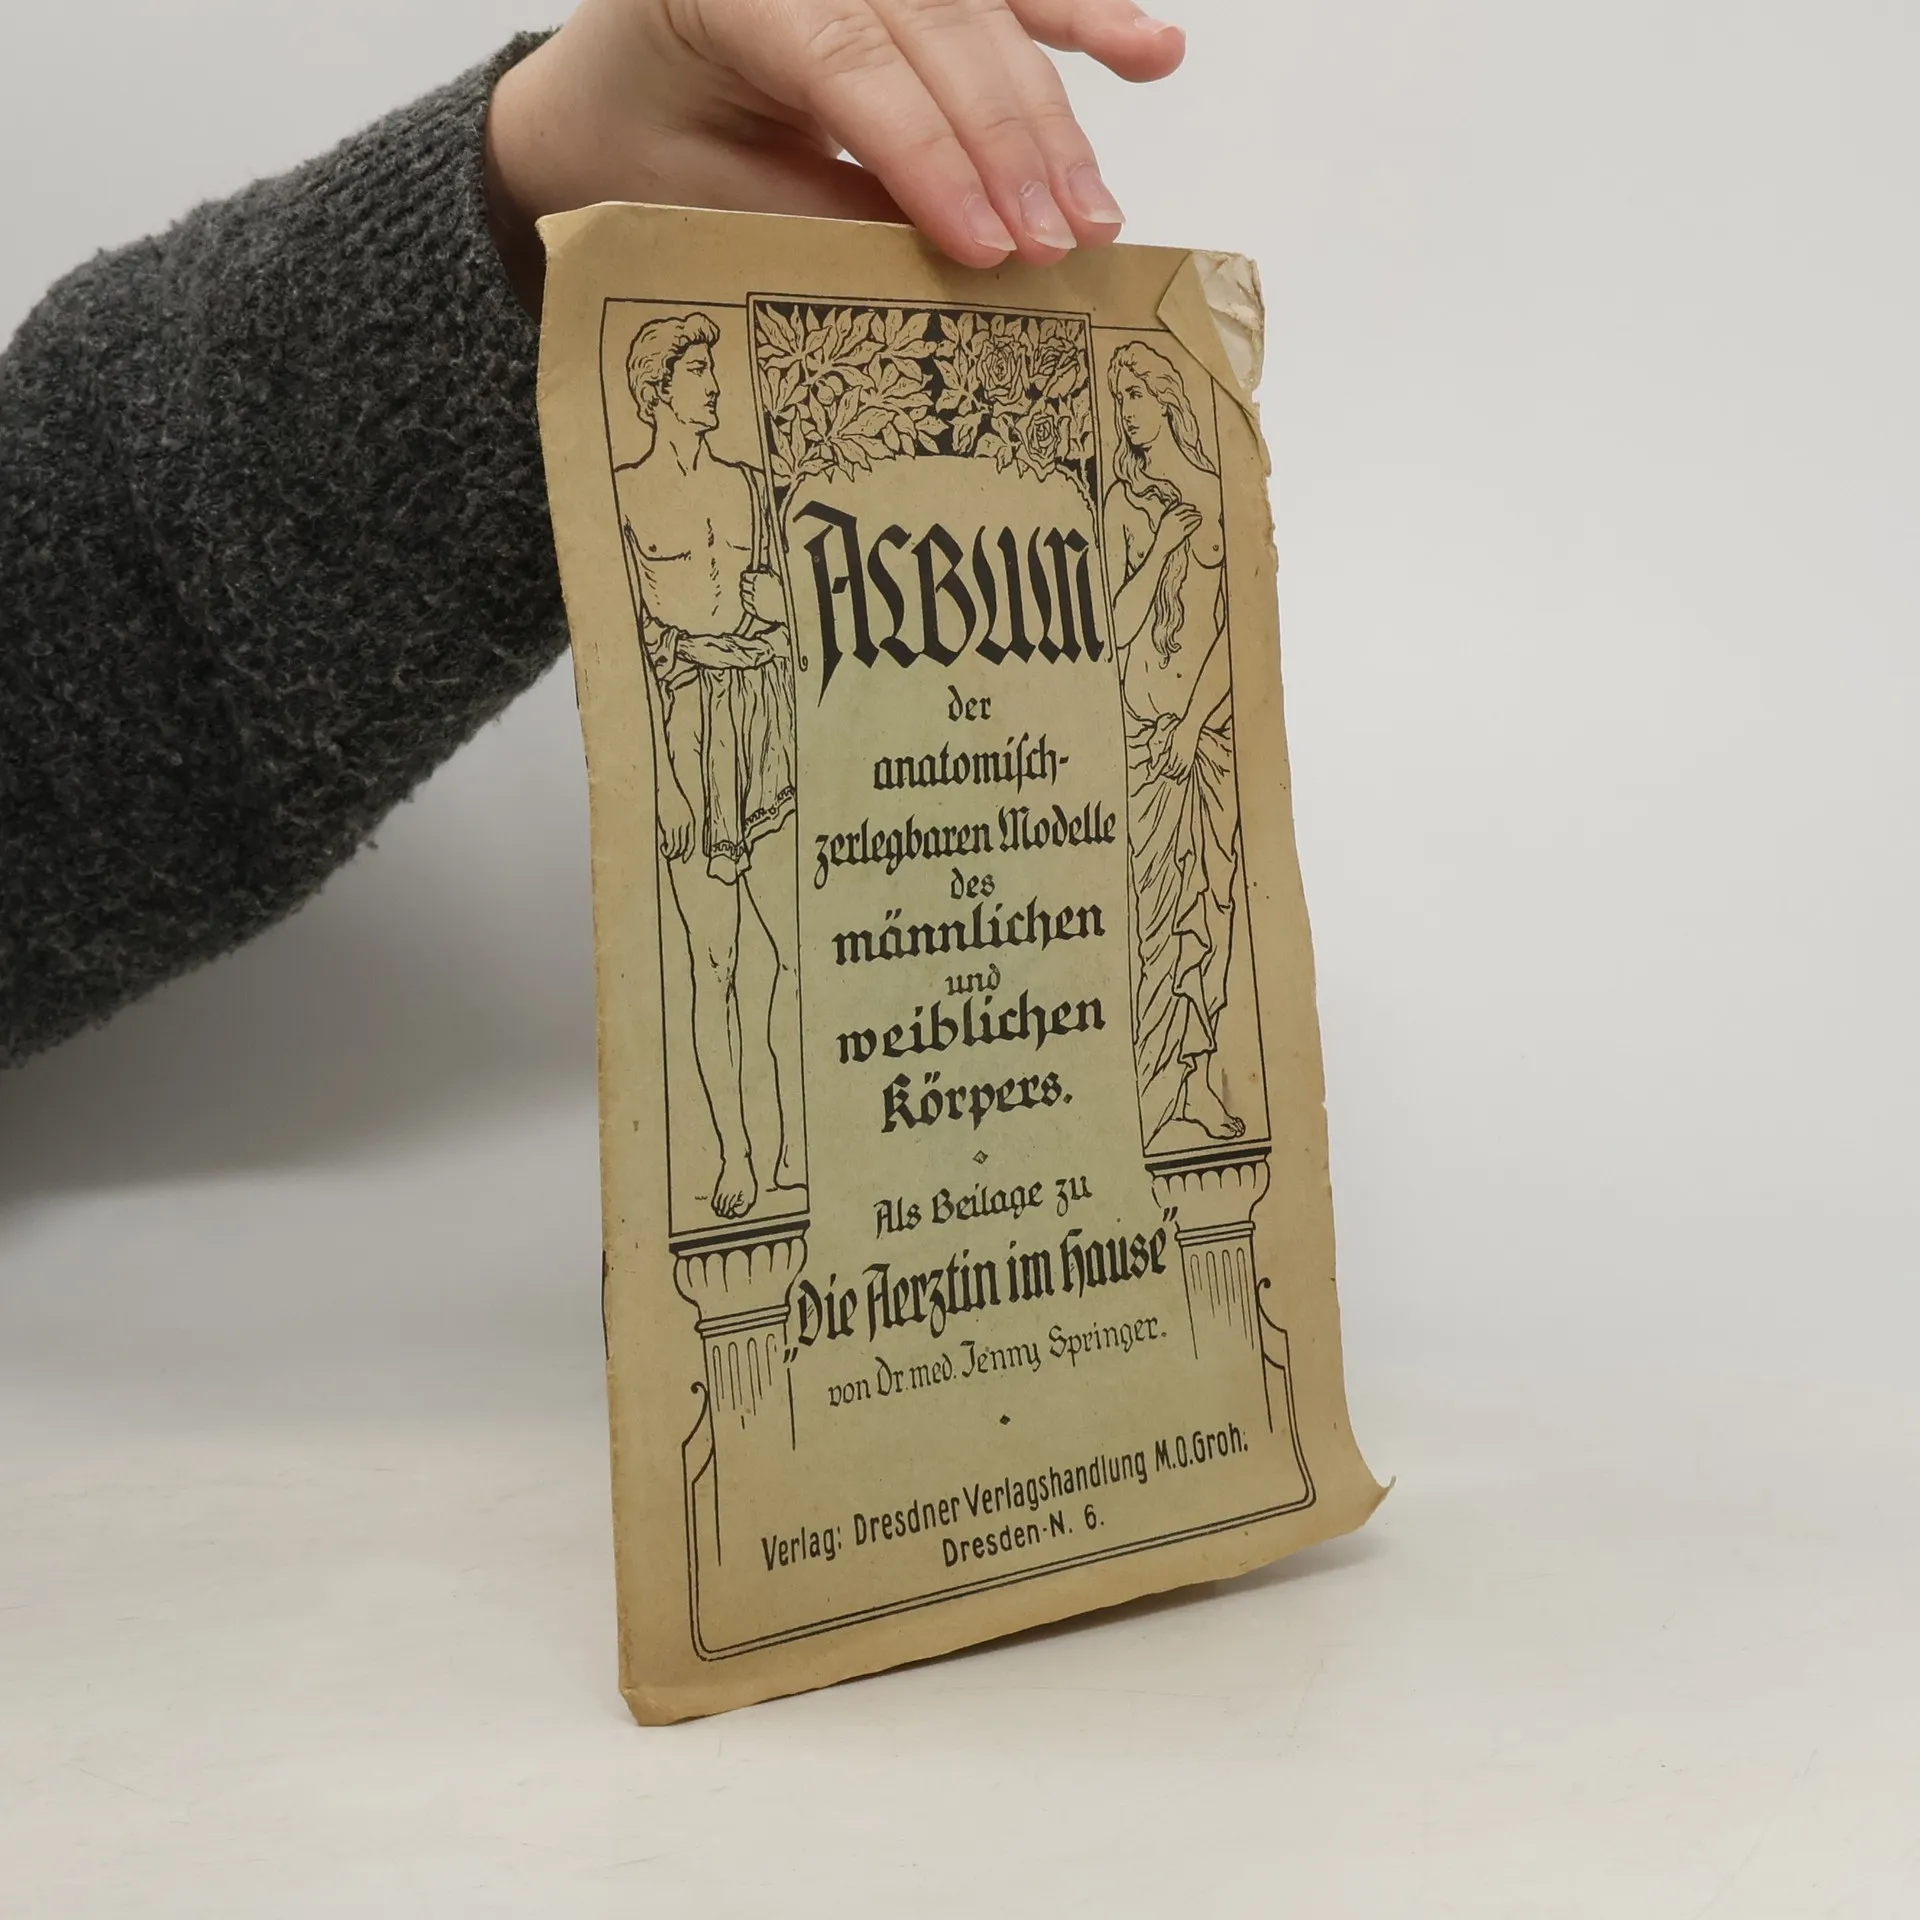 Album
der
anatomiſch-
zerlegbaren Modelle
des
männlichen
und
weiblichen
Körpers.
Als Beilage zu
„Die Aerztin im Hause”
von Dr. med. Jenny Springer.
Verlag: Dresdner Verlagshandlung M.O.Groh.
Dresden-N. 6.